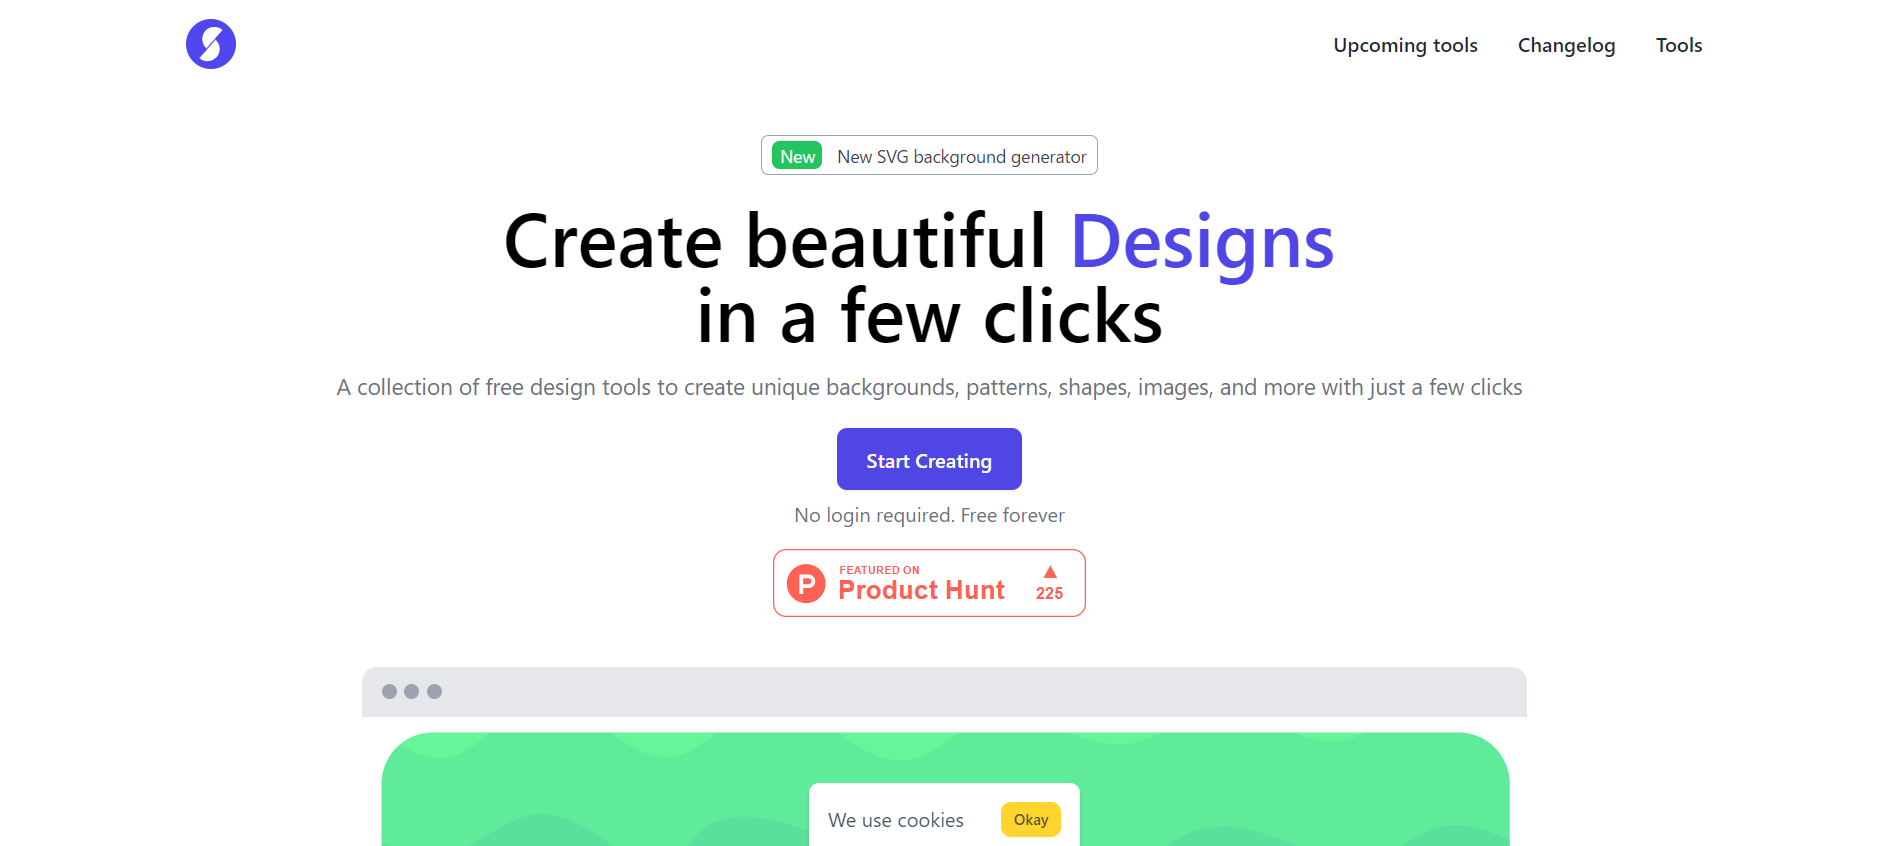 Upcoming tools Changelog Tools
New New SVG background generator
Create beautiful Designs
in a few clicks
A collection of free design tools to create unique backgrounds, patterns, shapes, images, and more with just a few clicks
Start Creating
No login required. Free forever
P FEATURED ON
Product Hunt
225
We use cookies Okay